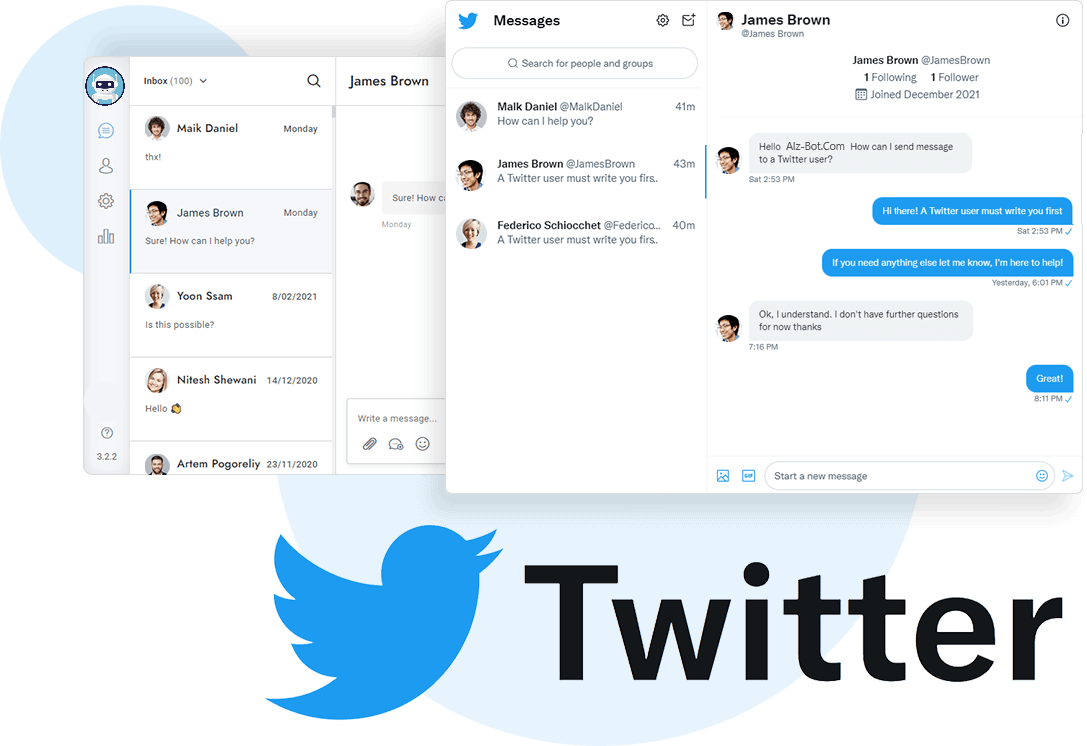 Inbox (100)
Maik Daniel Monday
thx!
James Brown Monday
Sure! How can I help you?
Yoon Ssam 8/02/2021
Is this possible?
Nitesh Shewani 14/12/2020
Hello 👋
Artem Pogoreliy 23/11/2020
3.2.2
James Brown
Sure! How ca
Monday
Write a message...
Messages
Search for people and groups
Malk Daniel @MalkDaniel 41m
How can I help you?
James Brown @JamesBrown 43m
A Twitter user must write you firs..
Federico Schiocchet @Federico... 40m
A Twitter user must write you firs..
James Brown
@James Brown
James Brown @JamesBrown
1 Following 1 Follower
Joined December 2021
Hello Alz-Bot.Com How can I send message
to a Twitter user?
Sat 2:53 PM
Hi there! A Twitter user must write you first
Sat 2:53 PM
If you need anything else let me know, I'm here to help!
Yesterday, 6:01 PM
Ok, I understand. I don't have further questions
for now thanks
7:16 PM
Great!
8:11 PM
GIF
Start a new message
Twitter